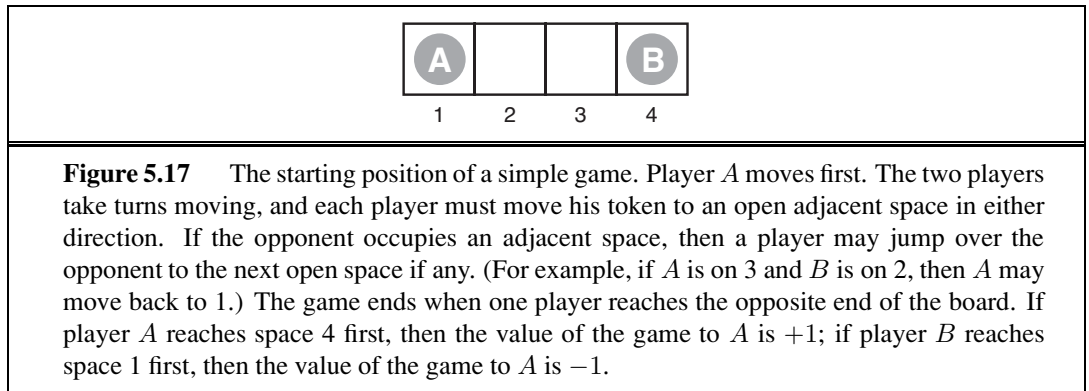 A B
1 2 3 4
Figure 5.17 The starting position of a simple game. Player A moves first. The two players
take turns moving, and each player must move his token to an open adjacent space in either
direction. If the opponent occupies an adjacent space, then a player may jump over the
opponent to the next open space if any. (For example, if A is on 3 and B is on 2, then A may
move back to 1.) The game ends when one player reaches the opposite end of the board. If
player A reaches space 4 first, then the value of the game to A is +1; if player B reaches
space 1 first, then the value of the game to A is −1.